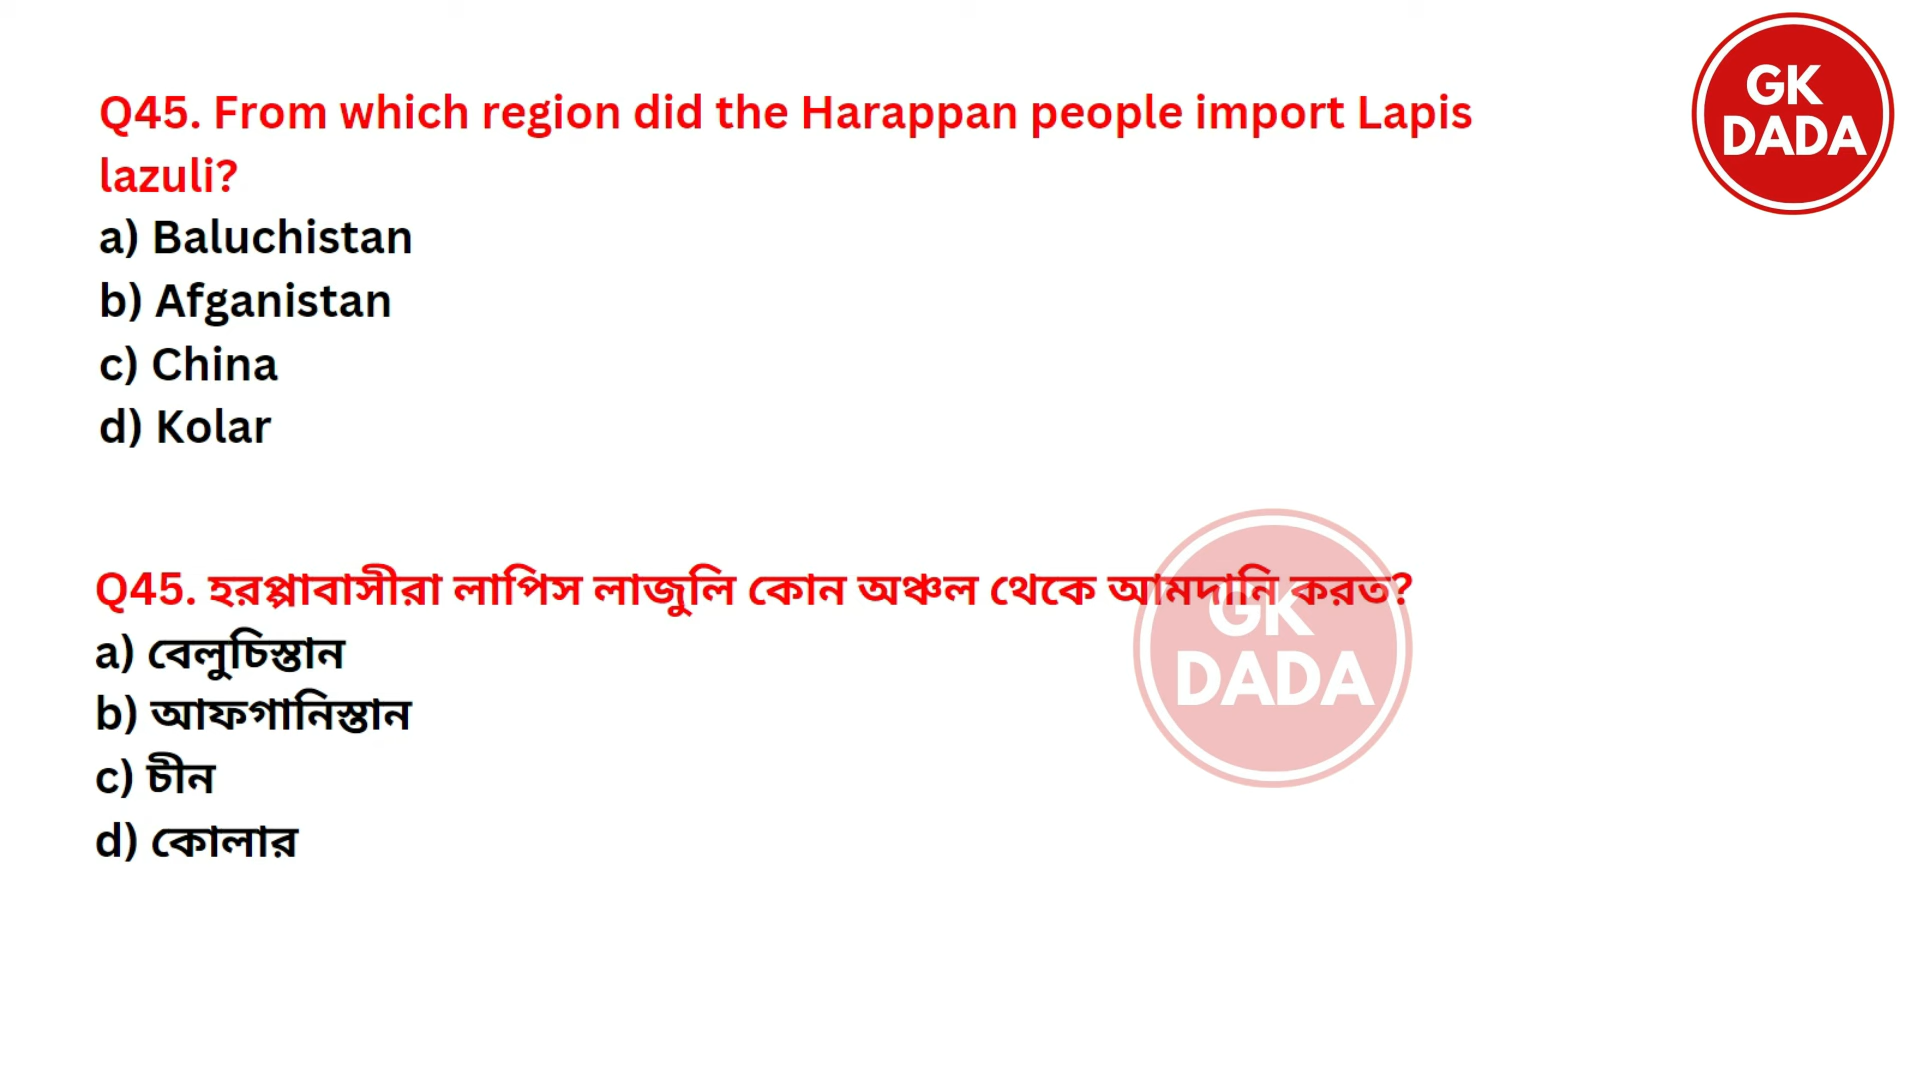 Q45. From which region did the Harappan people import Lapis
lazuli?
a) Baluchistan
b) Afganistan
c) China
d) Kolar
GK
DADA
Q45. হরপ্পাবাসীরা লাপিস লাজুলি কোন অঞ্চল থেকে আমদানি করত?
a) বেলুচিস্তান
b) আফগানিস্তান
c) চীন
d) কোলার
GK
DADA